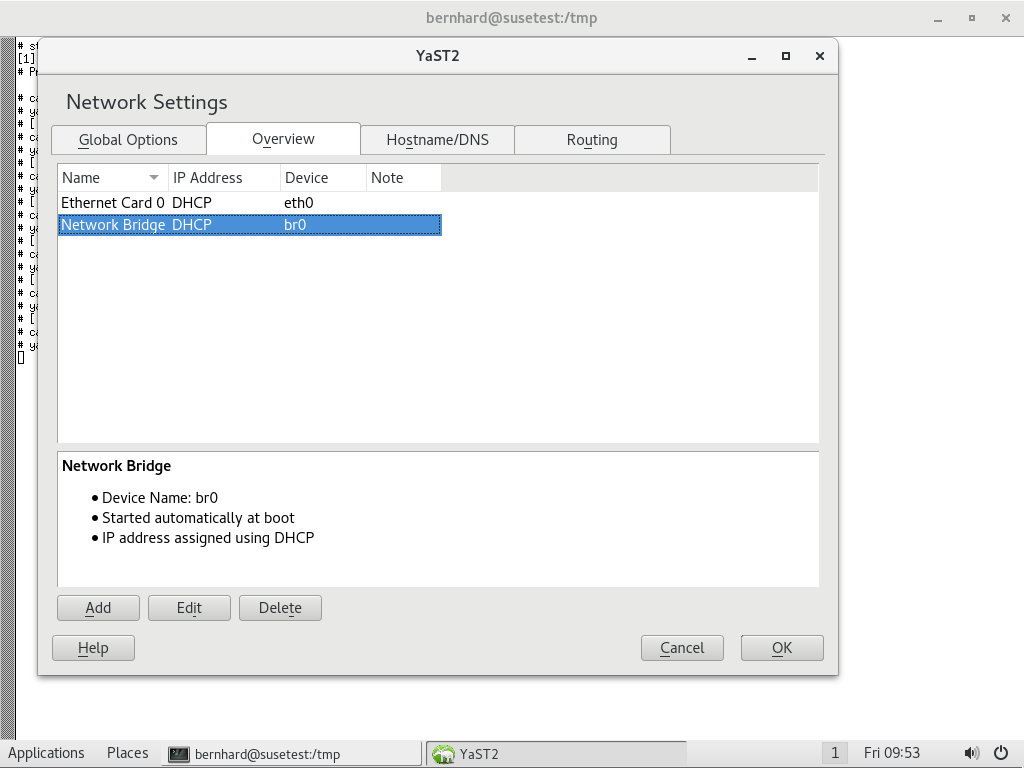 bernhard@susetest:/tmp
YaST2
Network Settings
Global Options Overview Hostname/DNS Routing
Name IP Address Device Note
Ethernet Card 0 DHCP eth0
Network Bridge DHCP br0
Network Bridge
• Device Name: br0
• Started automatically at boot
• IP address assigned using DHCP
Add Edit Delete
Help Cancel OK
Applications Places bernhard@susetest:/tmp YaST2 1 Fri 09:53